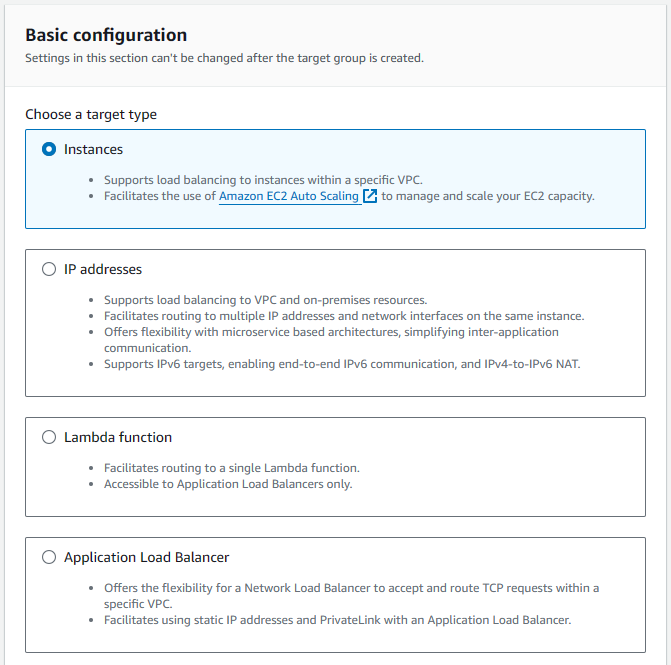 Basic configuration
Settings in this section can't be changed after the target group is created.
Choose a target type
Instances
Supports load balancing to instances within a specific VPC.
Facilitates the use of Amazon EC2 Auto Scaling to manage and scale your EC2 capacity.
IP addresses
Supports load balancing to VPC and on-premises resources.
Facilitates routing to multiple IP addresses and network interfaces on the same instance.
Offers flexibility with microservice based architectures, simplifying inter-application
communication.
Supports IPv6 targets, enabling end-to-end IPv6 communication, and IPv4-to-IPv6 NAT.
Lambda function
Facilitates routing to a single Lambda function.
Accessible to Application Load Balancers only.
Application Load Balancer
Offers the flexibility for a Network Load Balancer to accept and route TCP requests within a
specific VPC.
Facilitates using static IP addresses and PrivateLink with an Application Load Balancer.